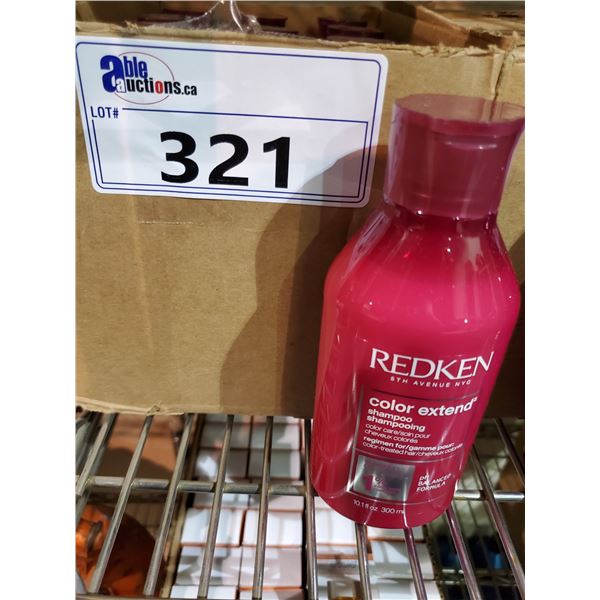 able
auctions.ca
LOT#
321
REDKEN
5TH AVENUE NYC
color extend
shampoo
shampooing
color care/soin pour
cheveux colorés
regimen for/gamme pour:
color-treated hair/cheveux colorés
pH
BALANCED
FORMULA
10.1 fl oz 300 ml